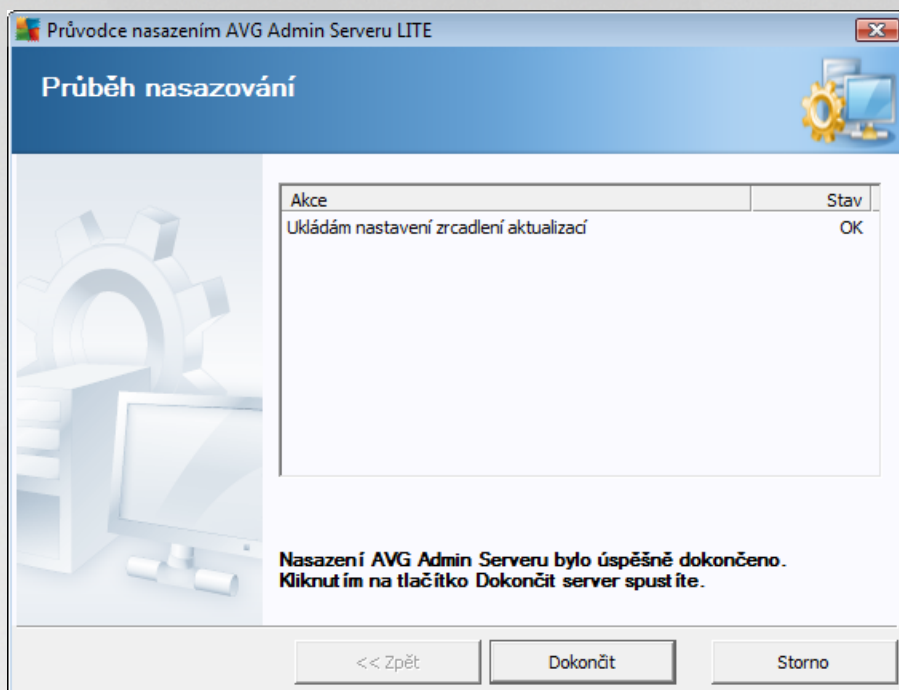 Průvodce nasazením AVG Admin Serveru LITE
Průběh nasazování
Akce Stav
Ukládám nastavení zrcadlení aktualizací OK
Nasazení AVG Admin Serveru bylo úspěšně dokončeno.
Kliknutím na tlačítko Dokončit server spustíte.
<< Zpět Dokončit Storno